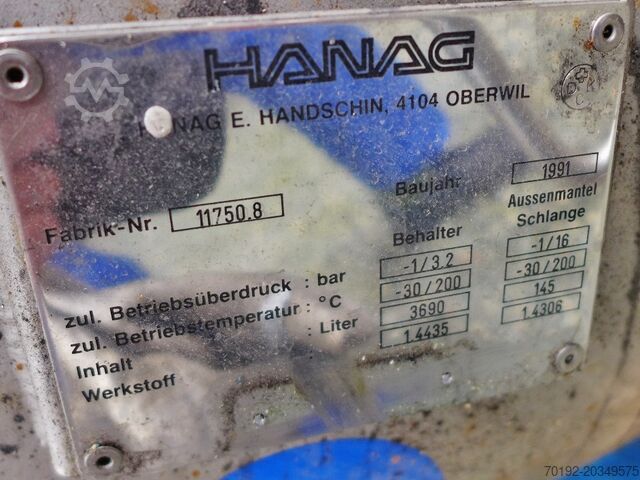 HANAG
HANAG E. HANDSCHIN, 4104 OBERWIL
Fabrik-Nr. 11750.8 Baujahr 1991
Behalter Aussenmantel Schlange
zul. Betriebsüberdruck : bar -1/3.2 -1/16
zul. Betriebstemperatur : °C -30/200 -30/200
Inhalt : Liter 3690 145
Werkstoff 1.4435 1.4306
70192-20349575